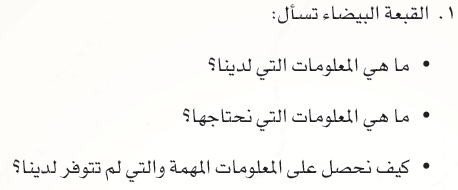 ١. القبعة البيضاء تسأل:
• ما هي المعلومات التي لدينا؟
• ما هي المعلومات التي نحتاجها؟
• كيف نحصل على المعلومات المهمة والتي لم تتوفر لدينا؟